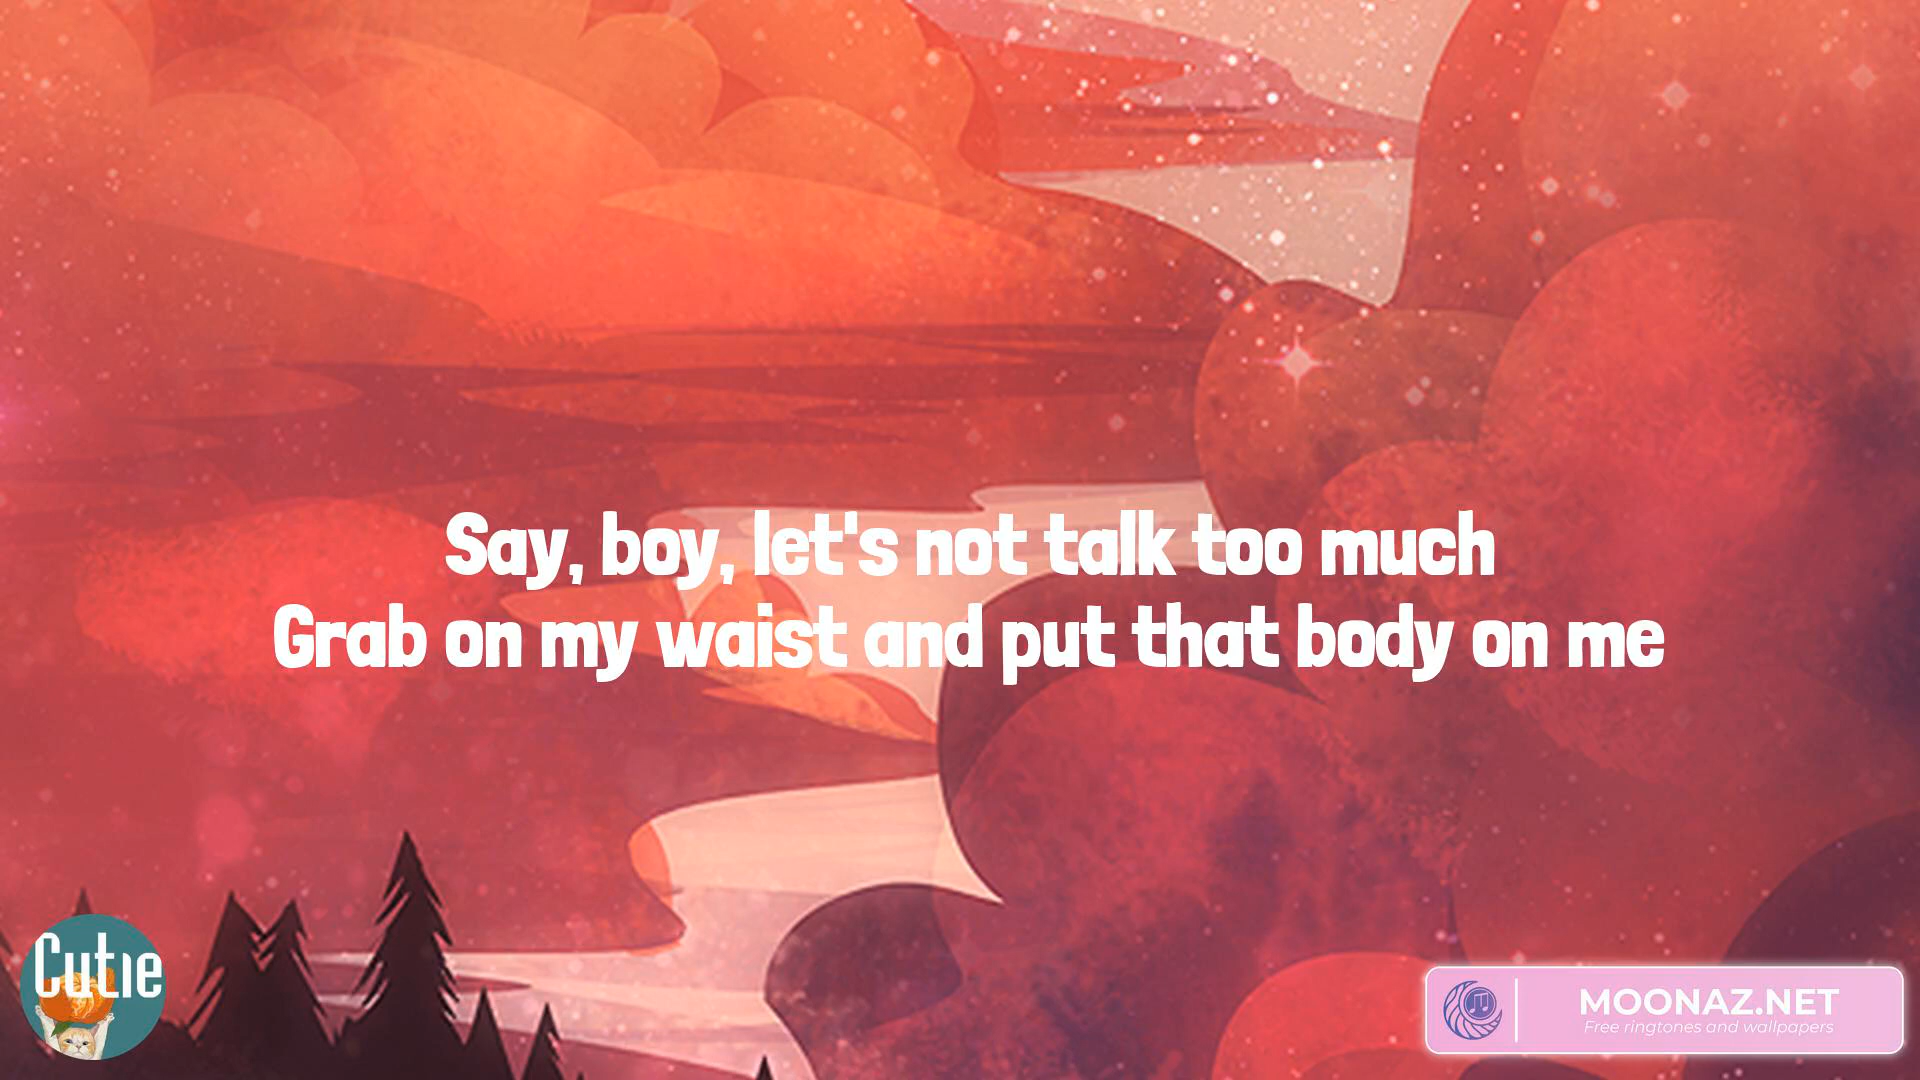 Say, boy, let's not talk too much
Grab on my waist and put that body on me
Cutie
MOONAZ.NET
Free ringtones and wallpapers